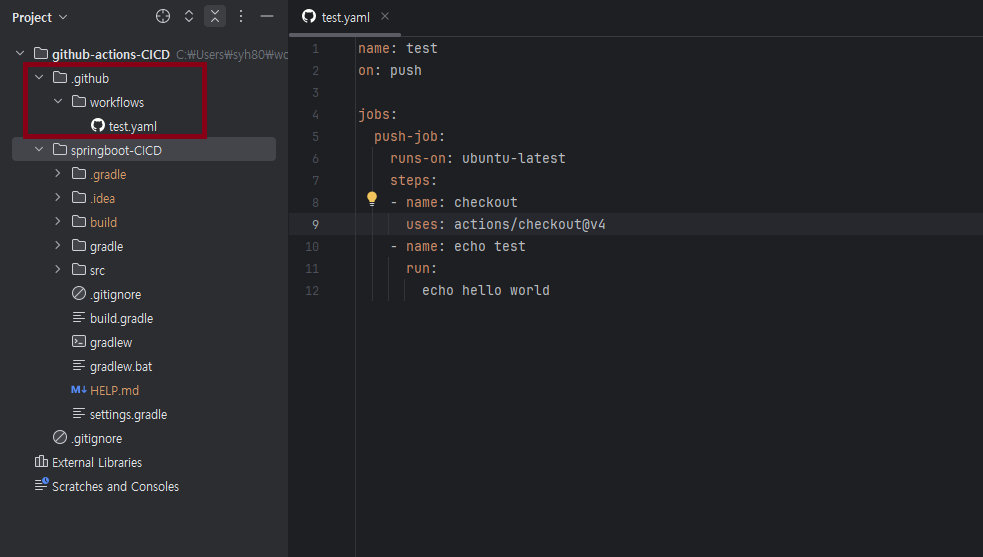 Project
test.yaml
github-actions-CICD C:₩Users₩syh80₩wo
.github
workflows
test.yaml
springboot-CICD
.gradle
.idea
build
gradle
src
.gitignore
build.gradle
gradlew
gradlew.bat
M↓ HELP.md
settings.gradle
.gitignore
External Libraries
Scratches and Consoles
1 name: test
2 on: push
3
4 jobs:
5 push-job:
6 runs-on: ubuntu-latest
7 steps:
8 - name: checkout
9 uses: actions/checkout@v4
10 - name: echo test
11 run:
12 echo hello world